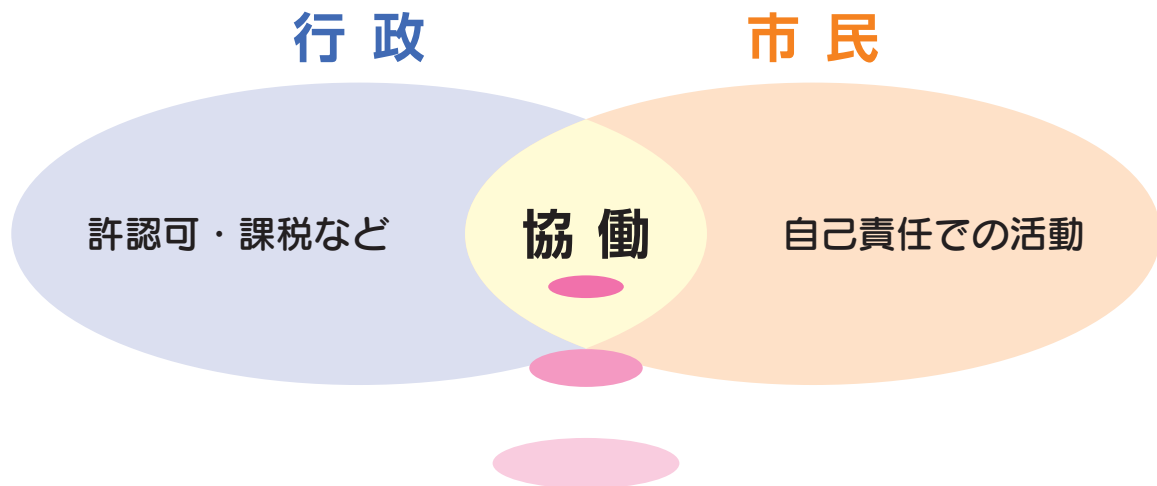 行政
市民
許認可・課税など
協働
自己責任での活動